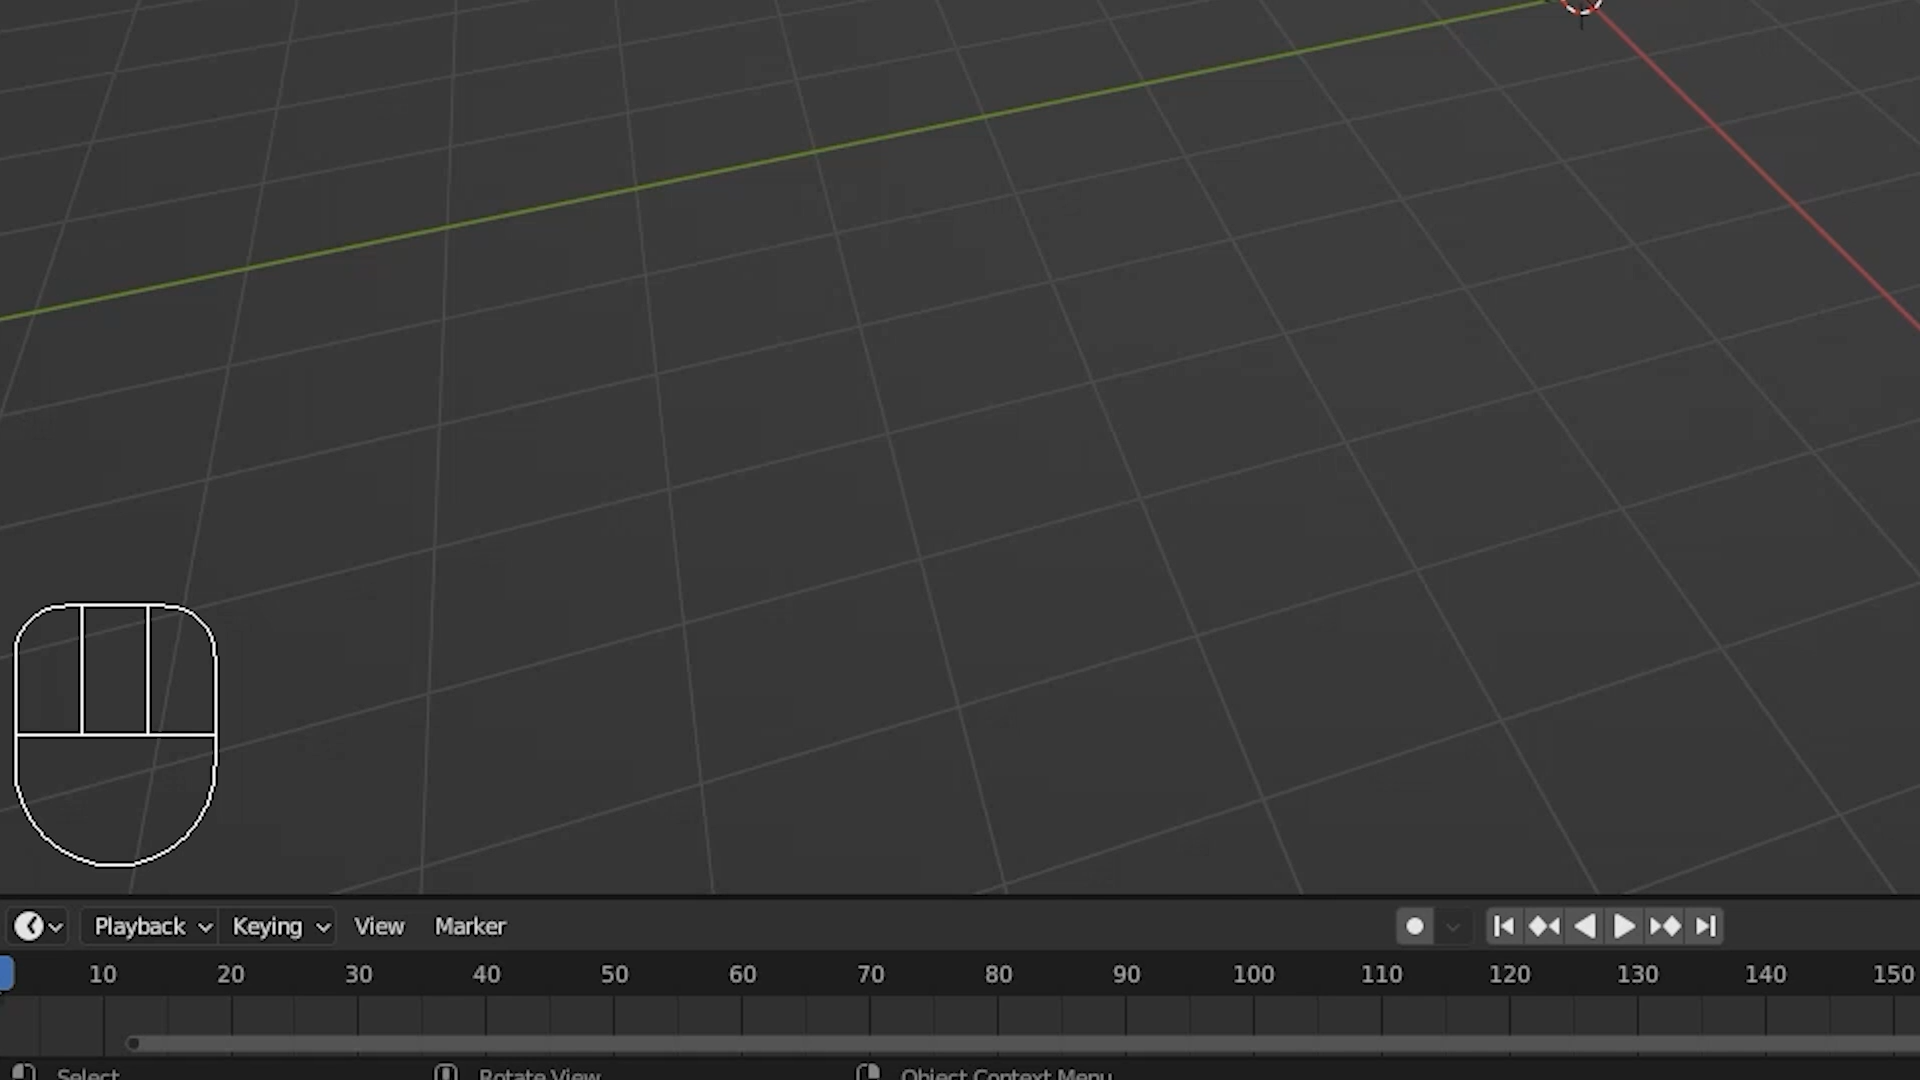 Playback Keying View Marker
10 20 30 40 50 60 70 80 90 100 110 120 130 140 150
Select Rotate View Object Context Menu